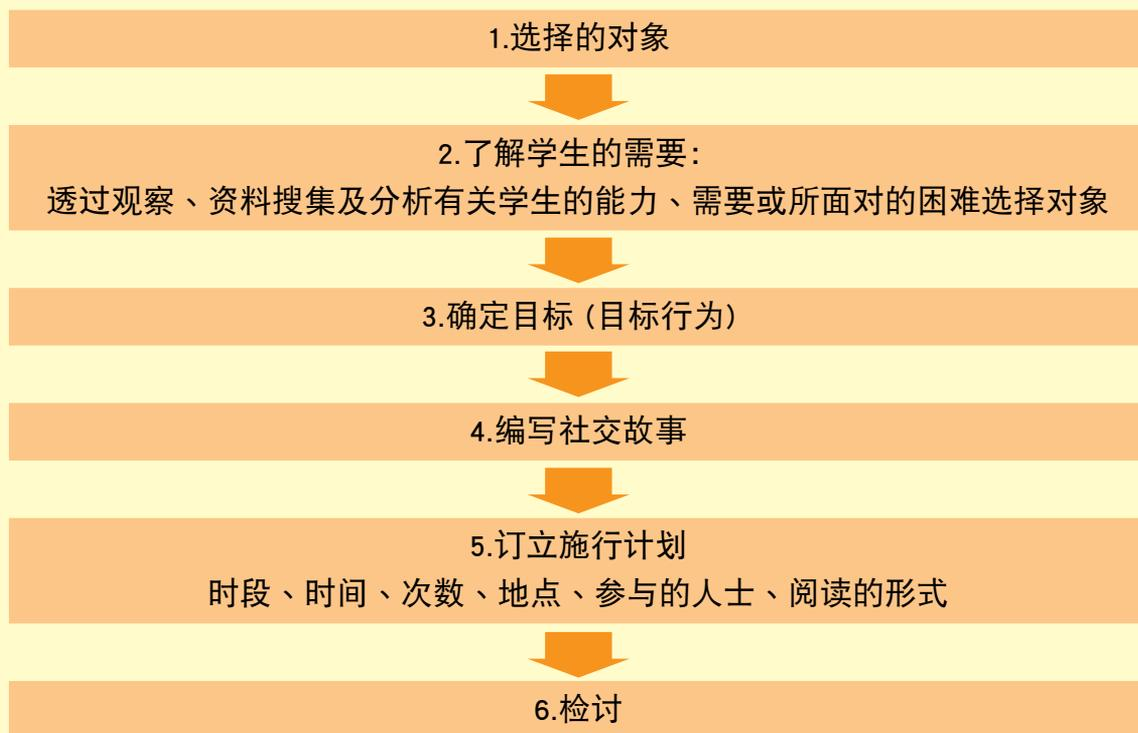 1.选择的对象
2.了解学生的需要:
透过观察、资料搜集及分析有关学生的能力、需要或所面对的困难选择对象
3.确定目标 (目标行为)
4.编写社交故事
5.订立施行计划
时段、时间、次数、地点、参与的人士、阅读的形式
6.检讨